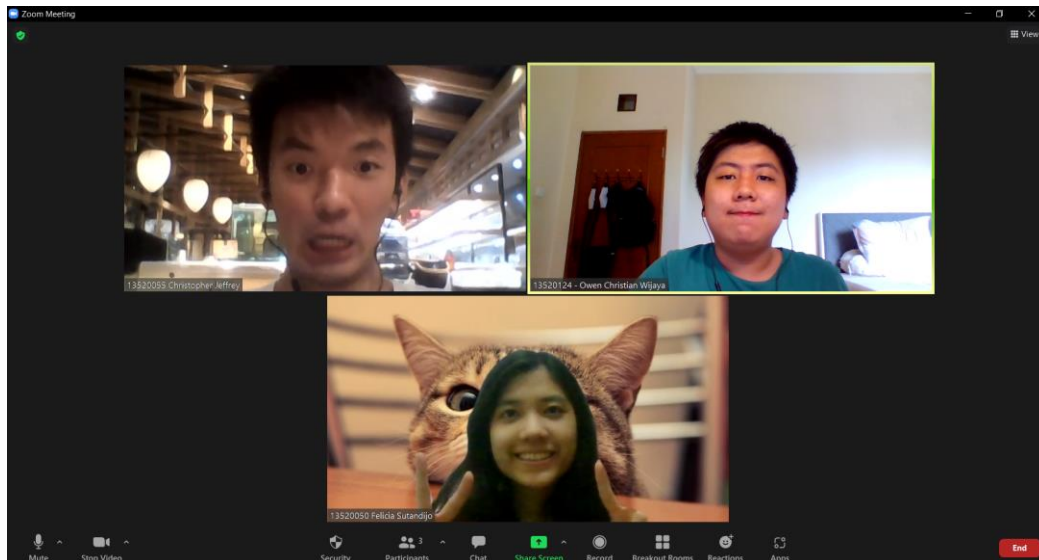 Zoom Meeting
View
13520055 Christopher Jeffrey
13520124 - Owen Christian Wijaya
13520050 Felicia Sutandijo
Mute
Stop Video
Security
Participants
3
Chat
Share Screen
Record
Breakout Rooms
Reactions
Apps
End